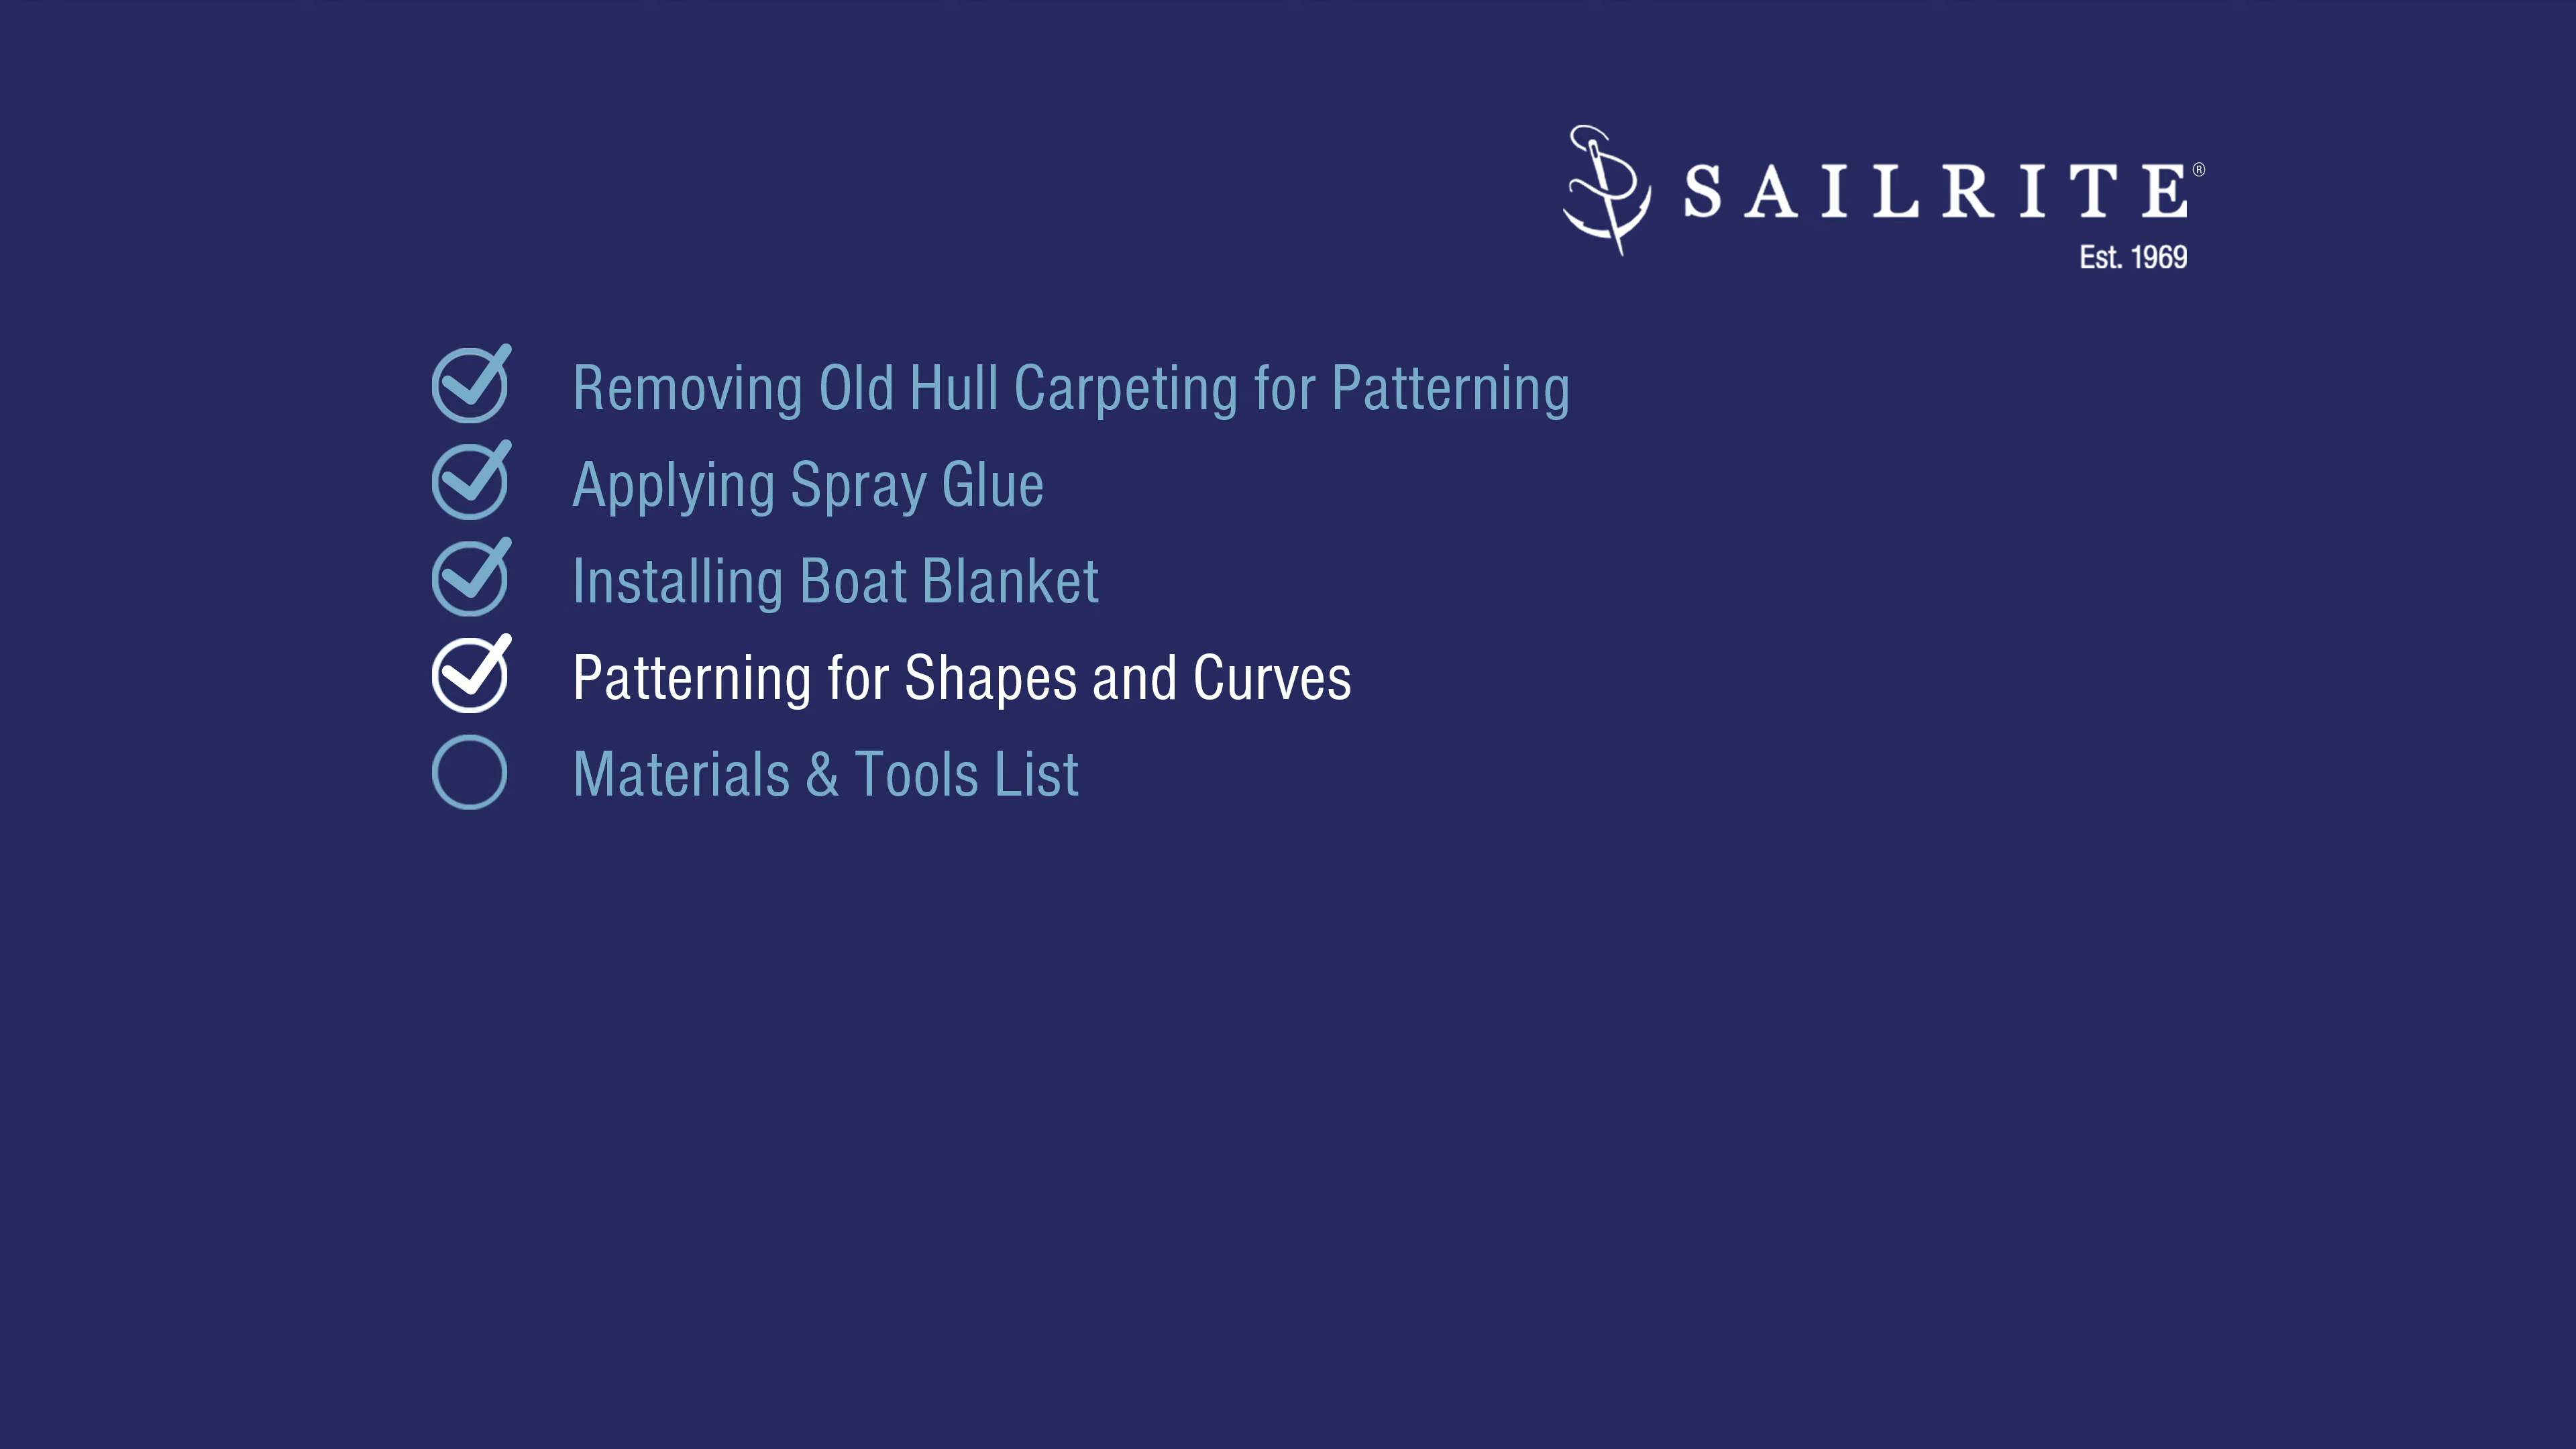 SAILRITE®
Est. 1969
Removing Old Hull Carpeting for Patterning
Applying Spray Glue
Installing Boat Blanket
Patterning for Shapes and Curves
Materials & Tools List